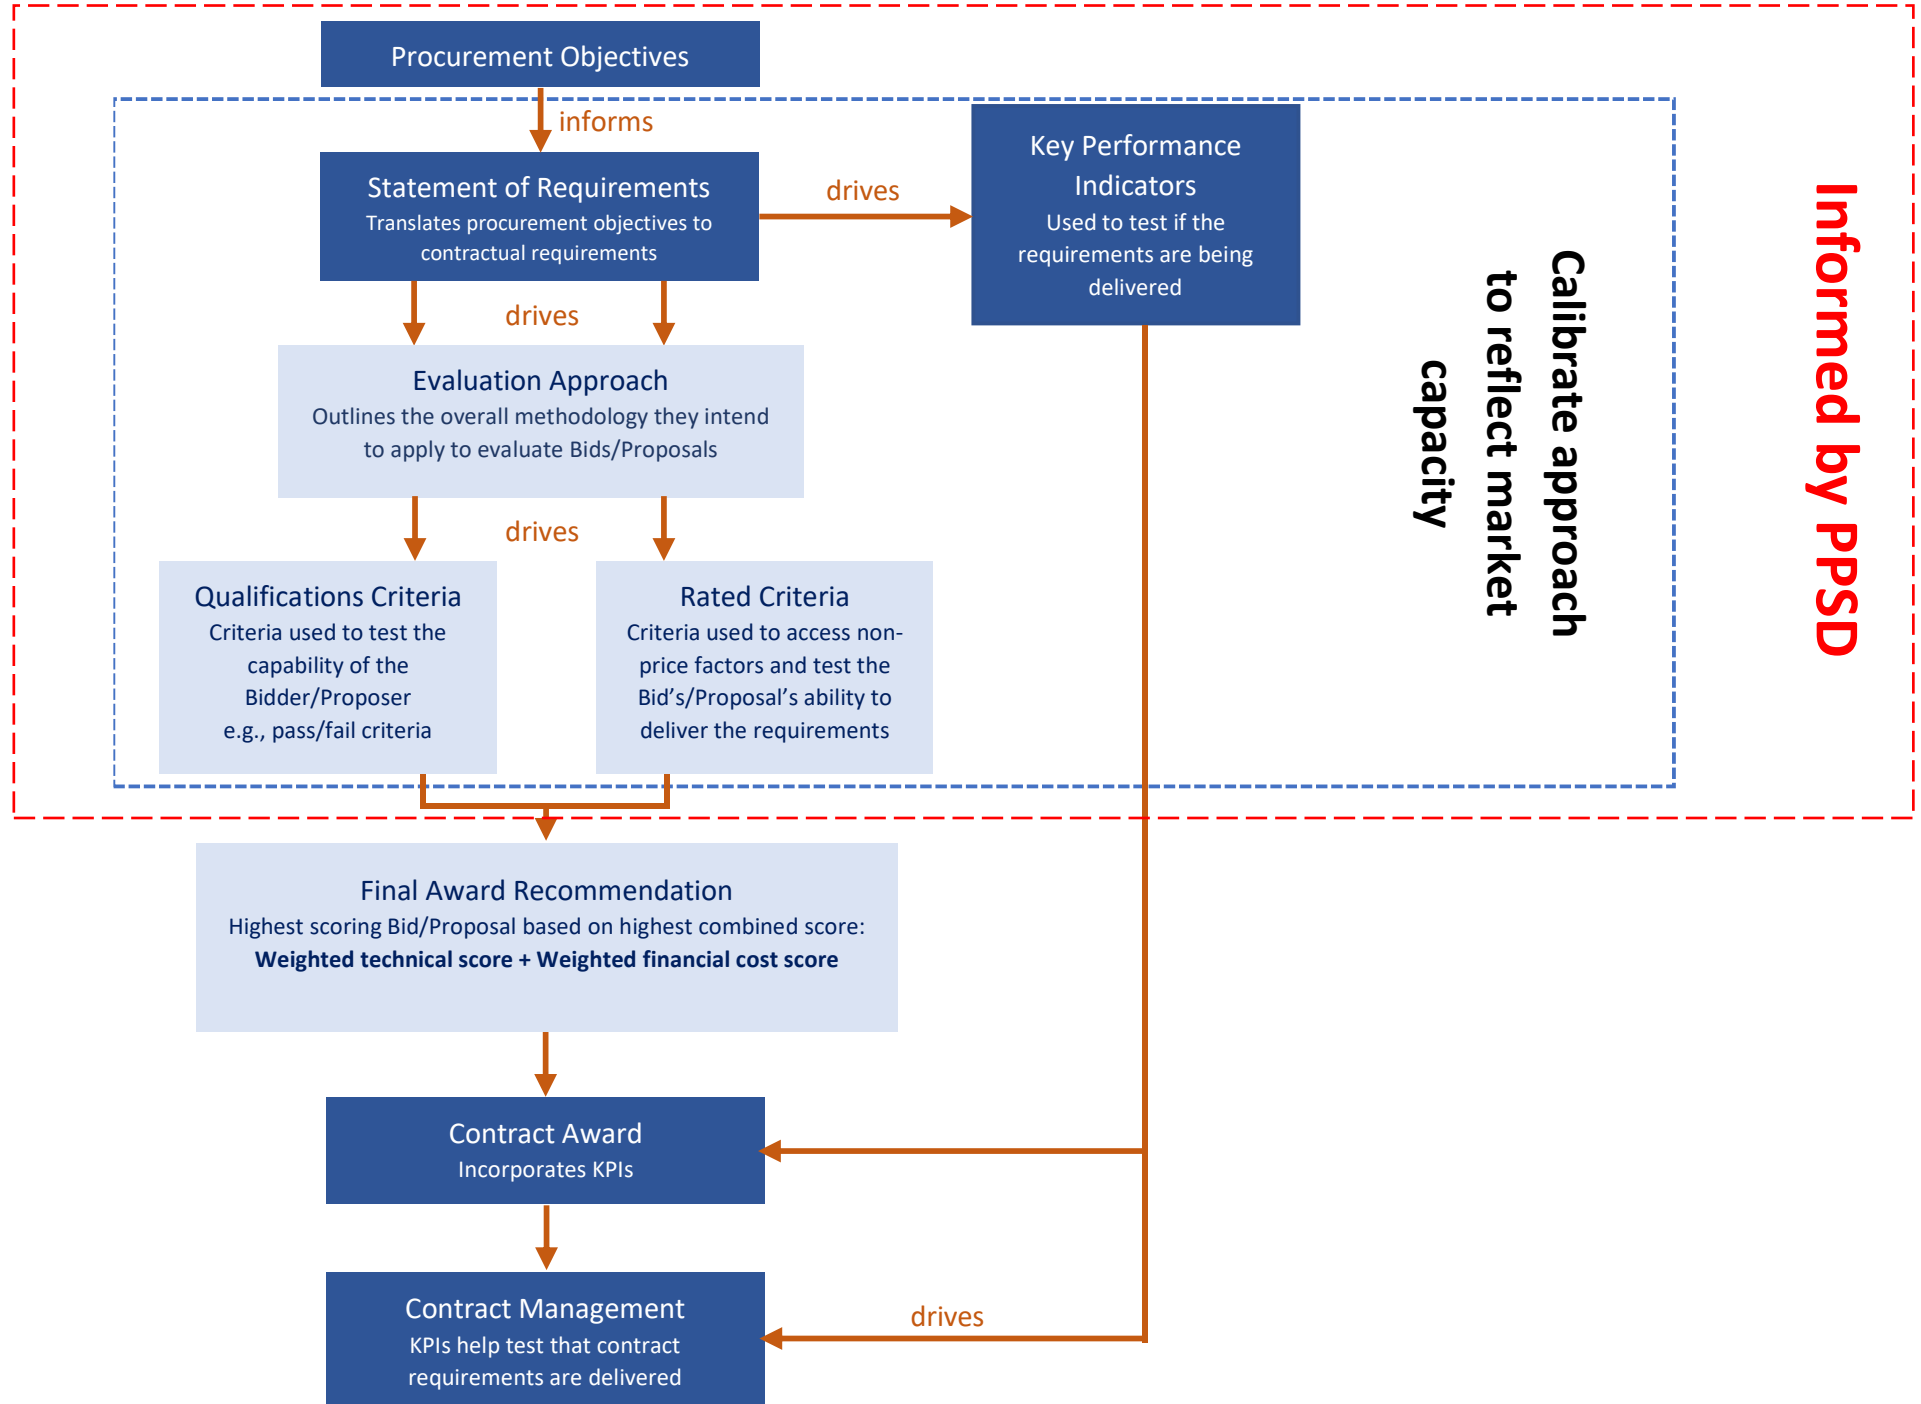 Procurement Objectives
informs
Statement of Requirements
Translates procurement objectives to
contractual requirements
drives
Key Performance
Indicators
Used to test if the
requirements are being
delivered
drives
Evaluation Approach
Outlines the overall methodology they intend
to apply to evaluate Bids/Proposals
drives
Qualifications Criteria
Criteria used to test the
capability of the
Bidder/Proposer
e.g., pass/fail criteria
Rated Criteria
Criteria used to access non-
price factors and test the
Bid's/Proposal's ability to
deliver the requirements
Calibrate approach
to reflect market
capacity
Informed by PPSD
Final Award Recommendation
Highest scoring Bid/Proposal based on highest combined score:
Weighted technical score + Weighted financial cost score
Contract Award
Incorporates KPIs
Contract Management
KPIs help test that contract
requirements are delivered
drives